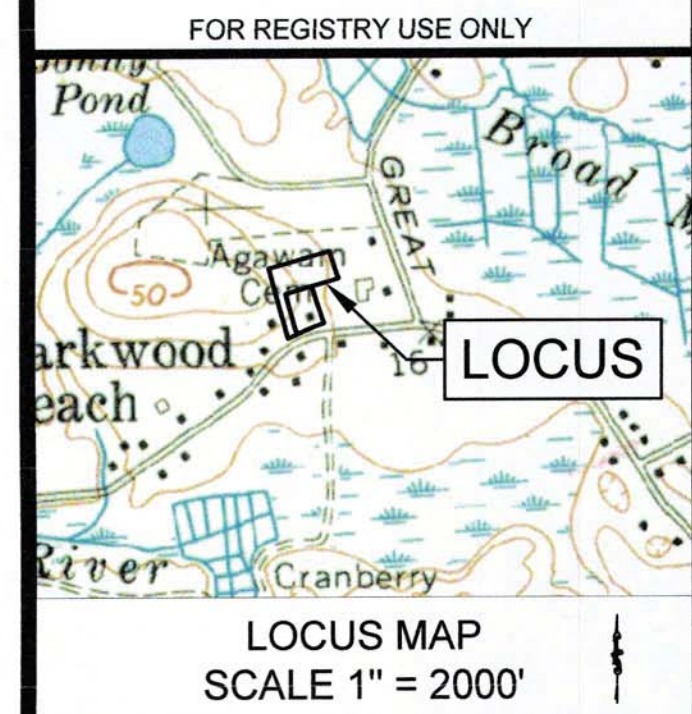 FOR REGISTRY USE ONLY
Pond
Broad
GREAT
Agawam
Cem
50
arkwood
each
16
LOCUS
River
Cranberry
LOCUS MAP
SCALE 1" = 2000'